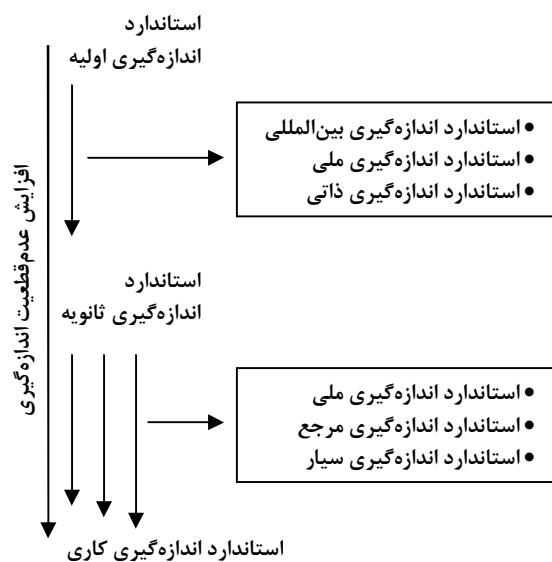 استاندارد
اندازه‌گیری اولیه
• استاندارد اندازه‌گیری بین‌المللی
• استاندارد اندازه‌گیری ملی
• استاندارد اندازه‌گیری ذاتی
افزایش عدم‌قطعیت اندازه‌گیری
استاندارد
اندازه‌گیری ثانویه
• استاندارد اندازه‌گیری ملی
• استاندارد اندازه‌گیری مرجع
• استاندارد اندازه‌گیری سیار
استاندارد اندازه‌گیری کاری